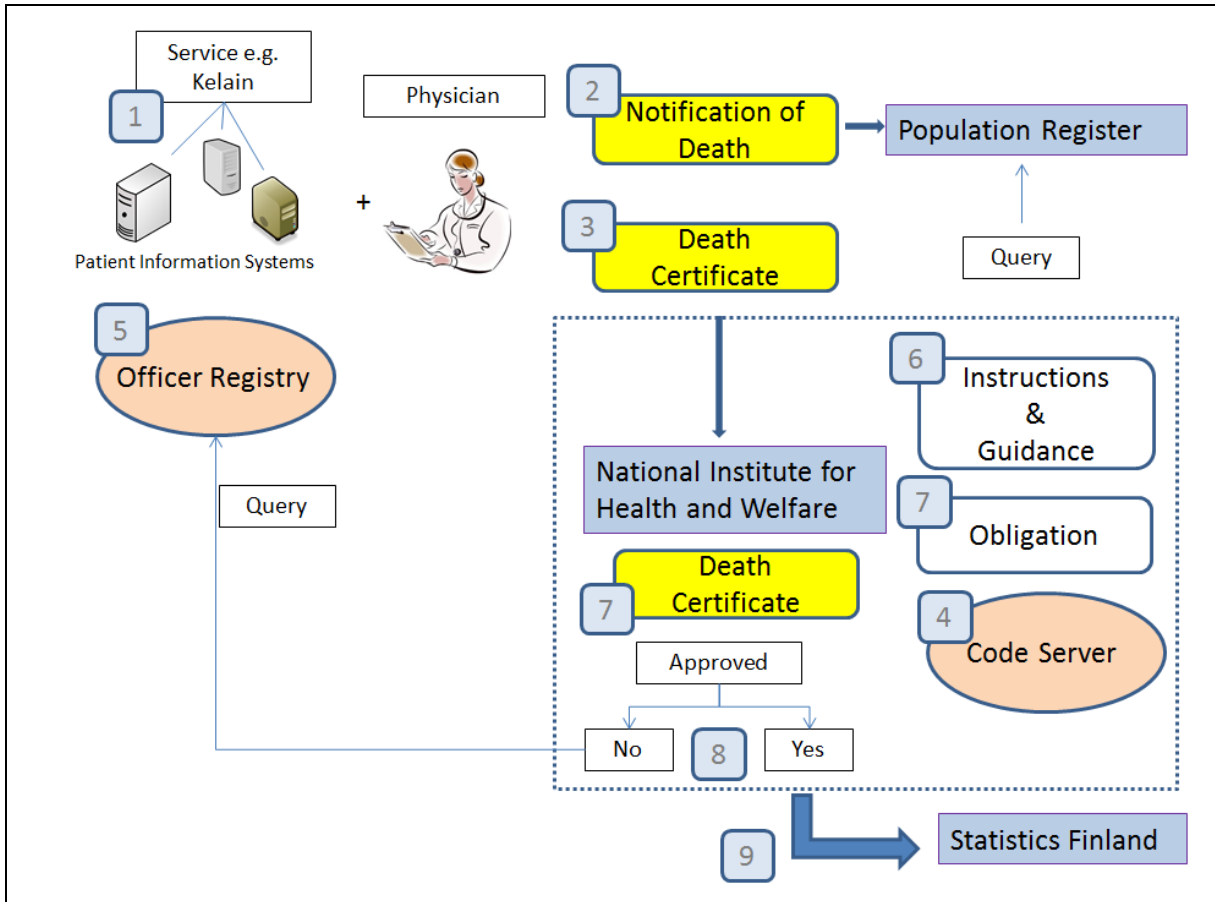 Service e.g.
Kelain
1
Physician
2
Notification of
Death
Population Register
+
3
Death
Certificate
Query
Patient Information Systems
5
Officer Registry
6
Instructions
&
Guidance
National Institute for
Health and Welfare
Query
7
Obligation
Death
Certificate
7
4
Code Server
Approved
No
8
Yes
9
Statistics Finland